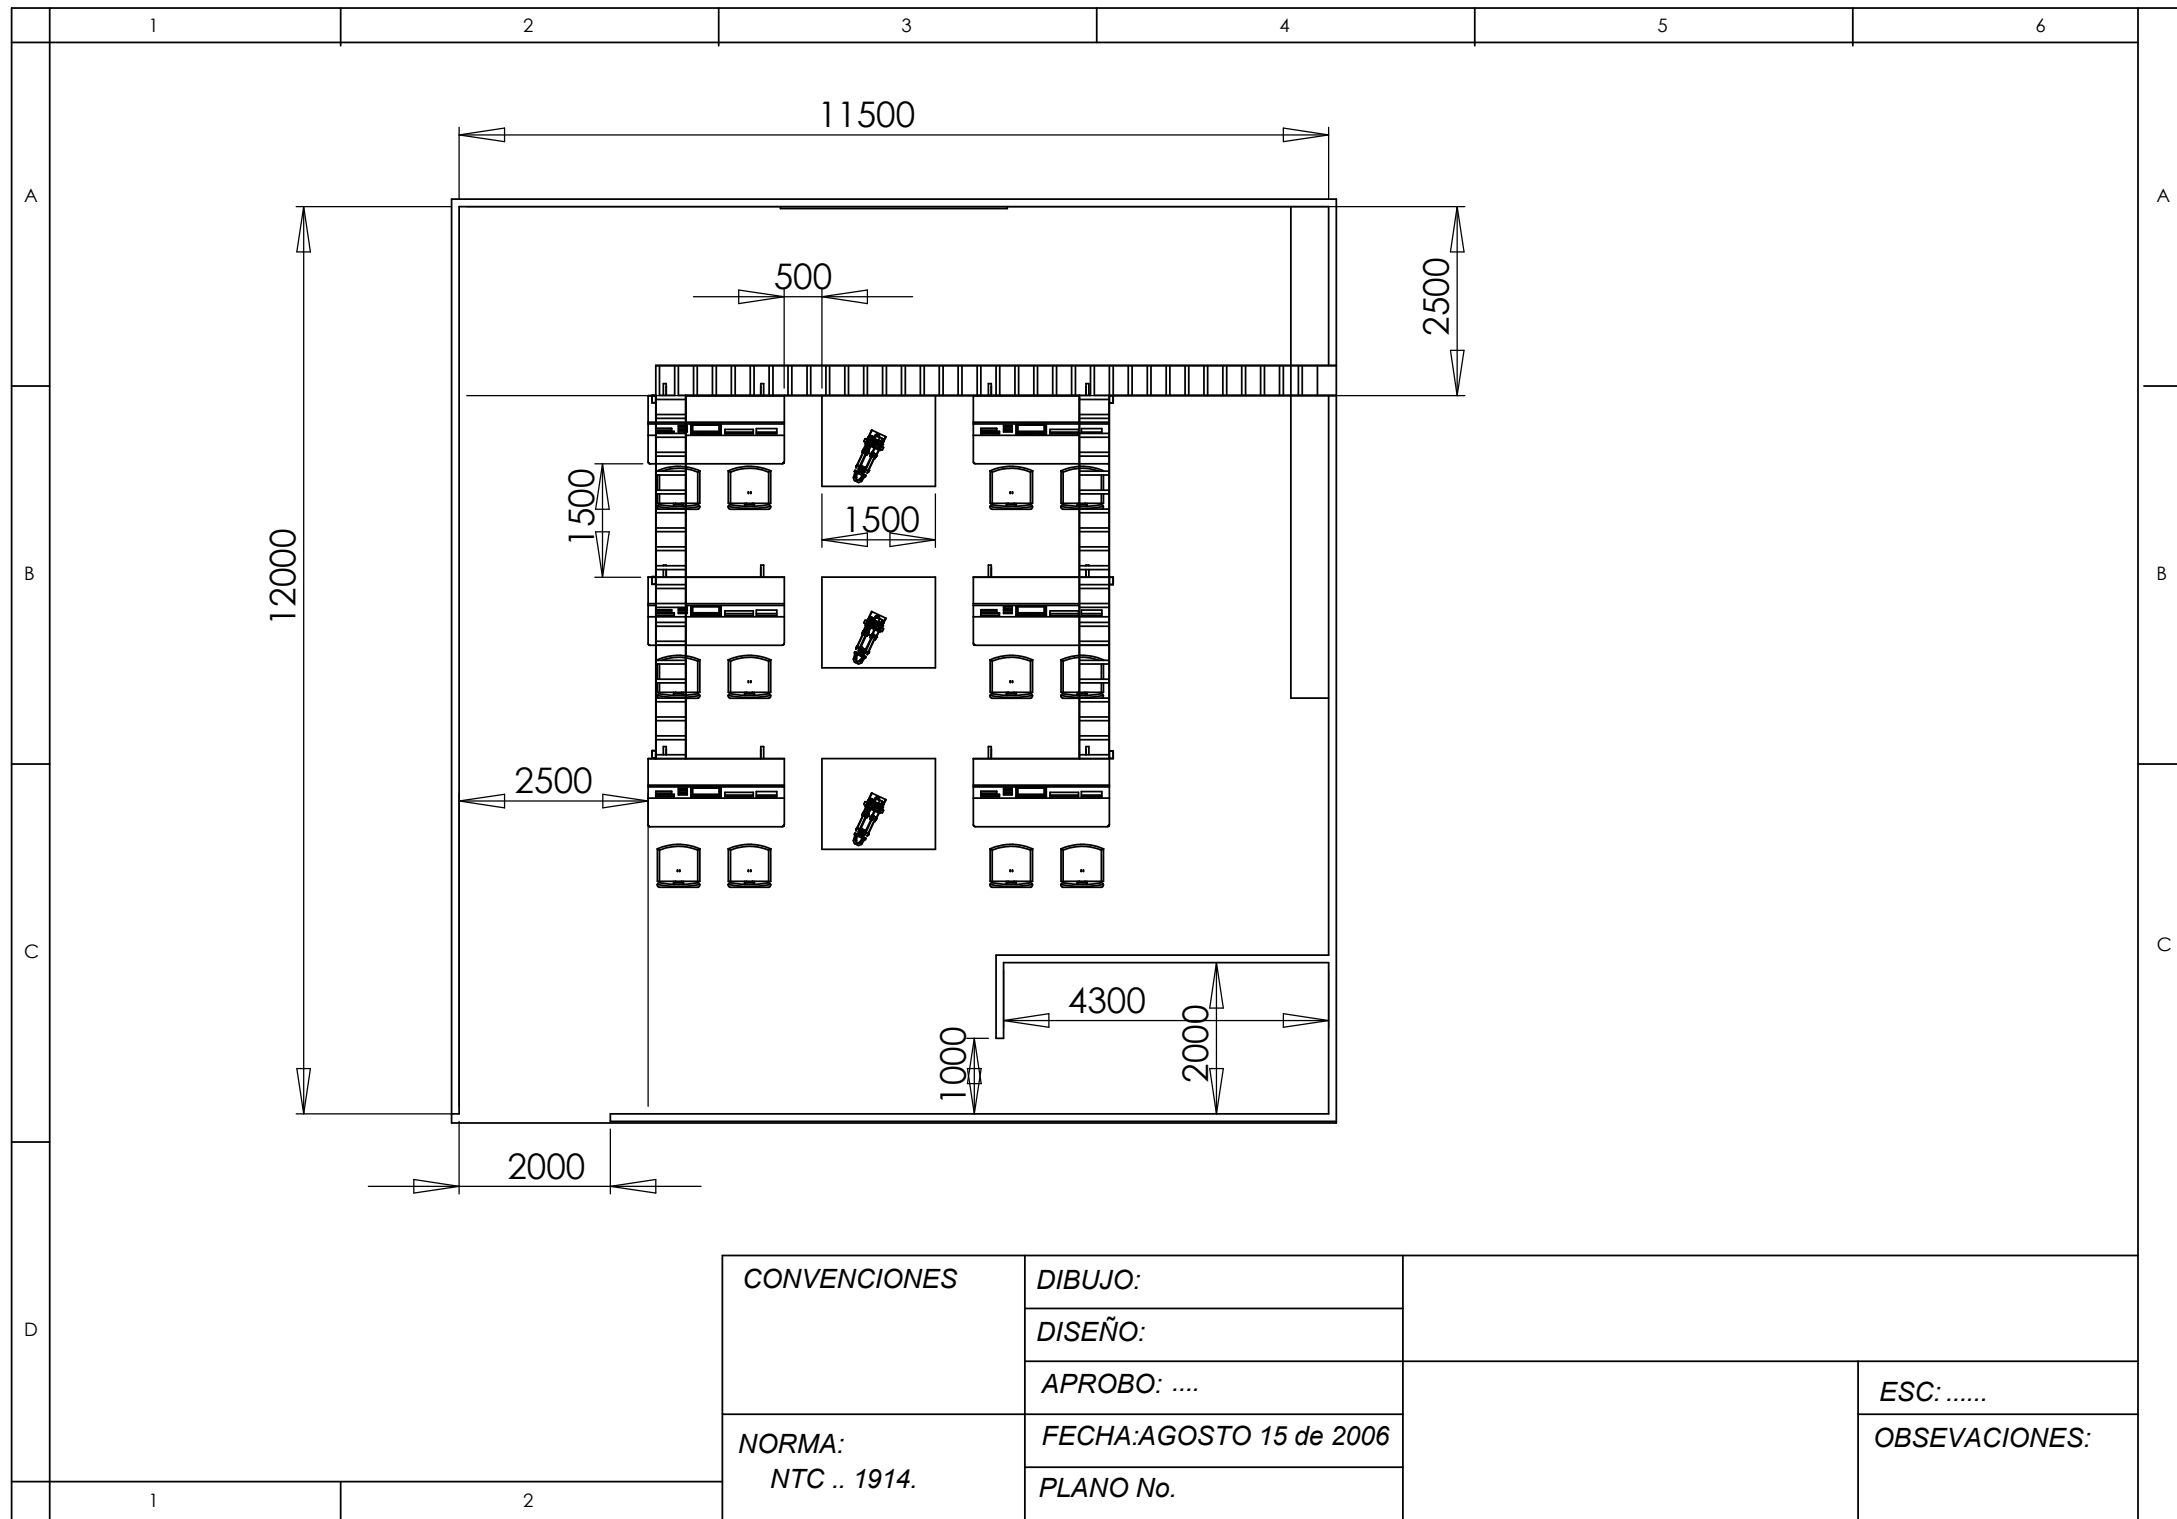 1 2 3 4 5 6
11500
A A
500
2500
1500
1500
12000
B B
2500
C C
4300
2000
1000
2000
CONVENCIONES
DIBUJO:
DISEÑO:
D
APROBO: ....
ESC: ......
FECHA:AGOSTO 15 de 2006
OBSEVACIONES:
NORMA:
NTC .. 1914.
PLANO No.
1 2